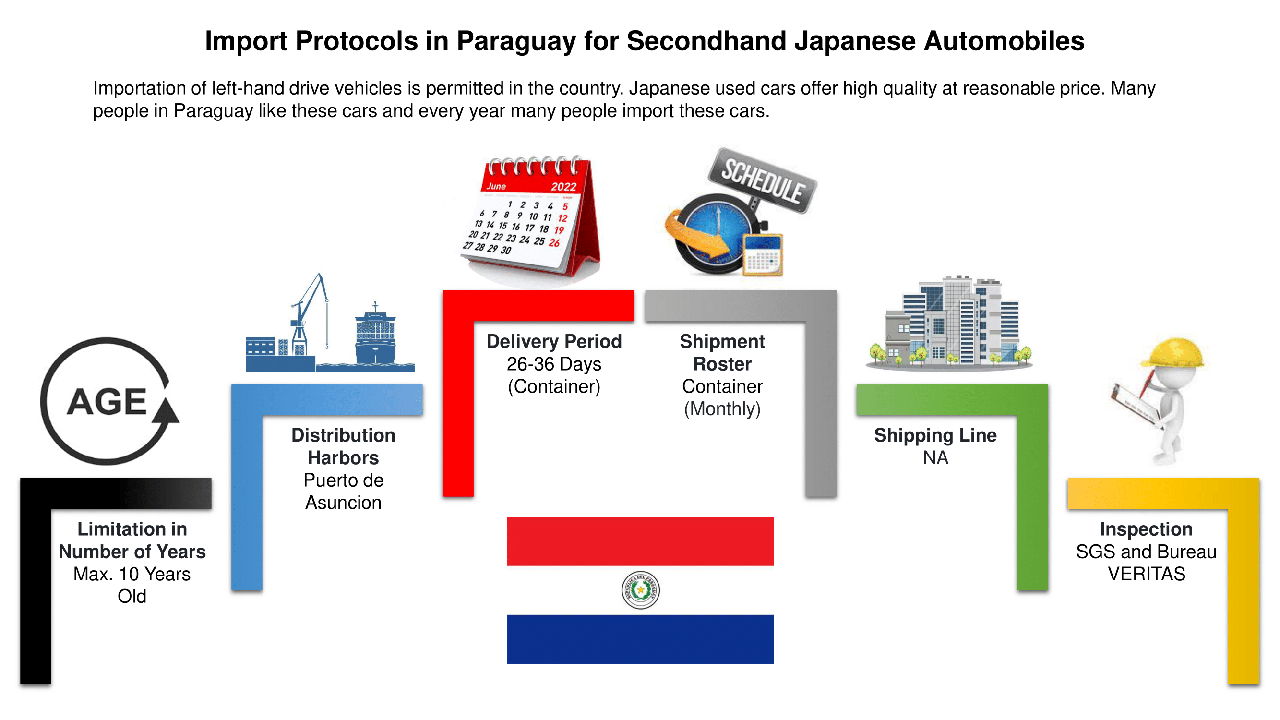 Import Protocols in Paraguay for Secondhand Japanese Automobiles
Importation of left-hand drive vehicles is permitted in the country. Japanese used cars offer high quality at reasonable price. Many
people in Paraguay like these cars and every year many people import these cars.
June 2022
1 2 3 4 5
6 7 8 9 10 11 12
13 14 15 16 17 18 19
20 21 22 23 24 25 26
27 28 29 30
SCHEDULE
AGE
Limitation in
Number of Years
Max. 10 Years
Old
Distribution
Harbors
Puerto de
Asuncion
Delivery Period
26-36 Days
(Container)
Shipment
Roster
Container
(Monthly)
Shipping Line
NA
Inspection
SGS and Bureau
VERITAS